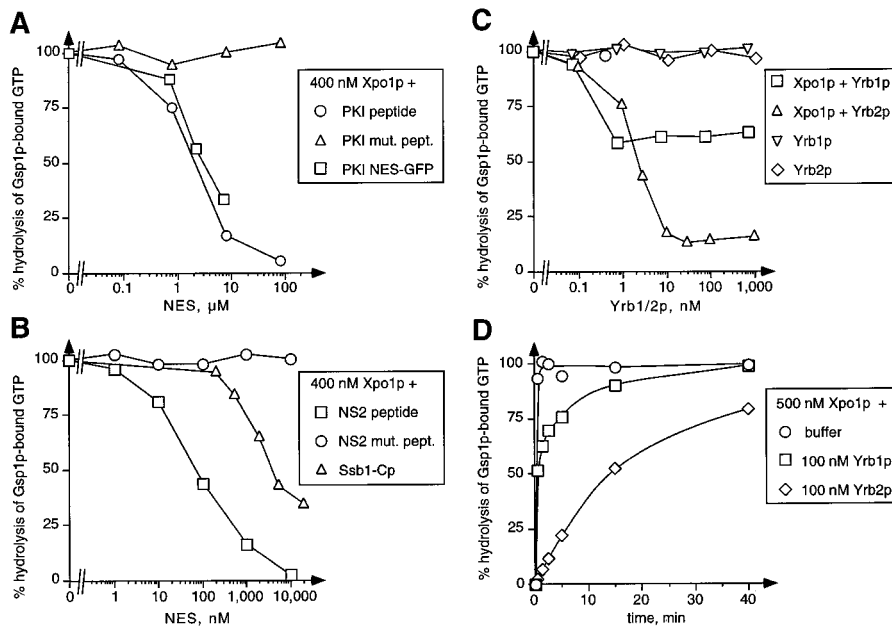 A
% hydrolysis of Gsp1p-bound GTP
100
75
50
25
0
0
0.1
1
10
100
NES, µM
400 nM Xpo1p +
PKI peptide
PKI mut. pept.
PKI NES-GFP
B
% hydrolysis of Gsp1p-bound GTP
100
75
50
25
0
0
1
10
100
1,000
10,000
NES, nM
400 nM Xpo1p +
NS2 peptide
NS2 mut. pept.
Ssb1-Cp
C
% hydrolysis of Gsp1p-bound GTP
100
75
50
25
0
0
0.1
1
10
100
1,000
Yrb1/2p, nM
Xpo1p + Yrb1p
Xpo1p + Yrb2p
Yrb1p
Yrb2p
D
% hydrolysis of Gsp1p-bound GTP
100
75
50
25
0
0
10
20
30
40
time, min
500 nM Xpo1p +
buffer
100 nM Yrb1p
100 nM Yrb2p